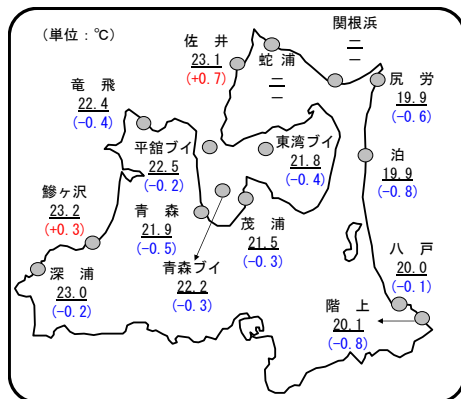 (単位：℃)
関根浜
二
一
佐 井
23.1
(+0.7)
蛇浦
二
一
尻 労
19.9
(-0.6)
竜 飛
22.4
(-0.4)
平舘ブイ
22.5
(-0.2)
東湾ブイ
21.8
(-0.4)
泊
19.9
(-0.8)
鰺ヶ沢
23.2
(+0.3)
青 森
21.9
(-0.5)
茂 浦
21.5
(-0.3)
深 浦
23.0
(-0.2)
青森ブイ
22.2
(-0.3)
八 戸
20.0
(-0.1)
階 上
20.1
(-0.8)